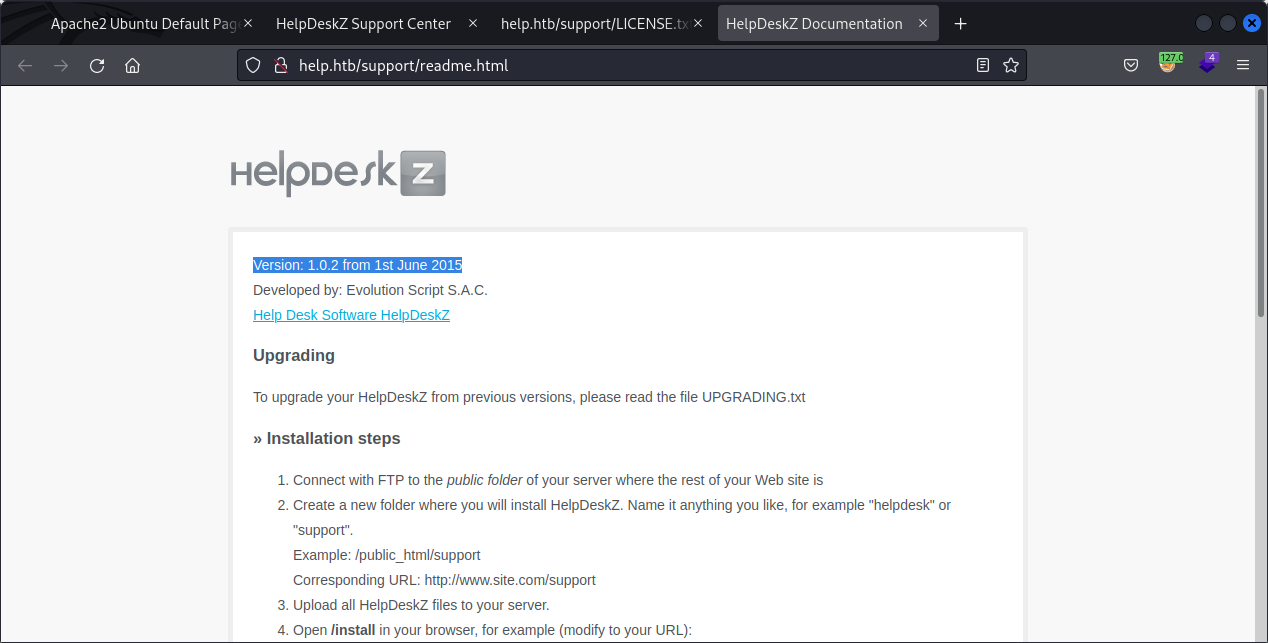 Apache2 Ubuntu Default Pag
HelpDeskZ Support Center
help.htb/support/LICENSE.tx
HelpDeskZ Documentation
help.htb/support/readme.html
127.0
4
HelpDeskZ
Version: 1.0.2 from 1st June 2015
Developed by: Evolution Script S.A.C.
Help Desk Software HelpDeskZ
Upgrading
To upgrade your HelpDeskZ from previous versions, please read the file UPGRADING.txt
» Installation steps
1. Connect with FTP to the public folder of your server where the rest of your Web site is
2. Create a new folder where you will install HelpDeskZ. Name it anything you like, for example "helpdesk" or
"support".
Example: /public_html/support
Corresponding URL: http://www.site.com/support
3. Upload all HelpDeskZ files to your server.
4. Open /install in your browser, for example (modify to your URL):